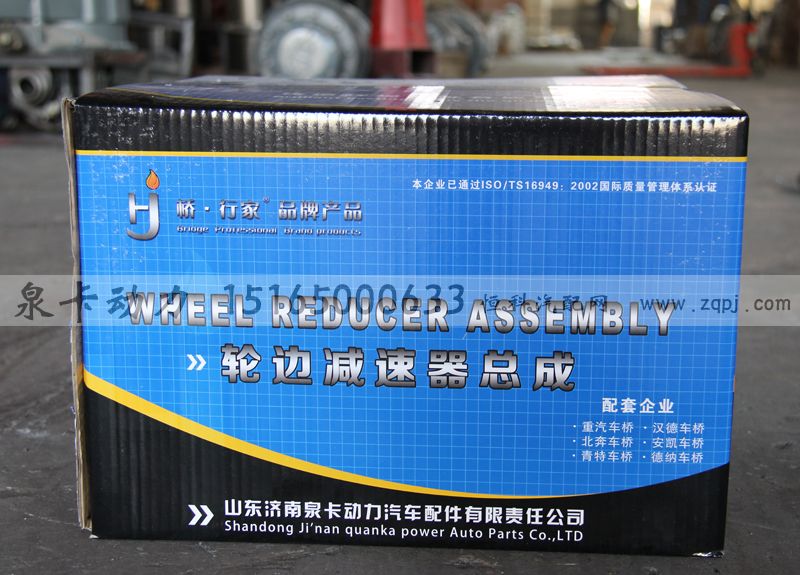 HJ 桥·行家® 品牌产品
Bridge Professional Brand products
本企业已通过ISO/TS16949:2002国际质量管理体系认证
泉卡动力 15165000633 恒科汽配网 www.zqpj.com
WHEEL REDUCER ASSEMBLY
轮边减速器总成
配套企业
·重汽车桥 ·汉德车桥
·北奔车桥 ·安凯车桥
·青特车桥 ·德纳车桥
山东济南泉卡动力汽车配件有限责任公司
Shandong Ji'nan quanka power Auto Parts Co.,LTD